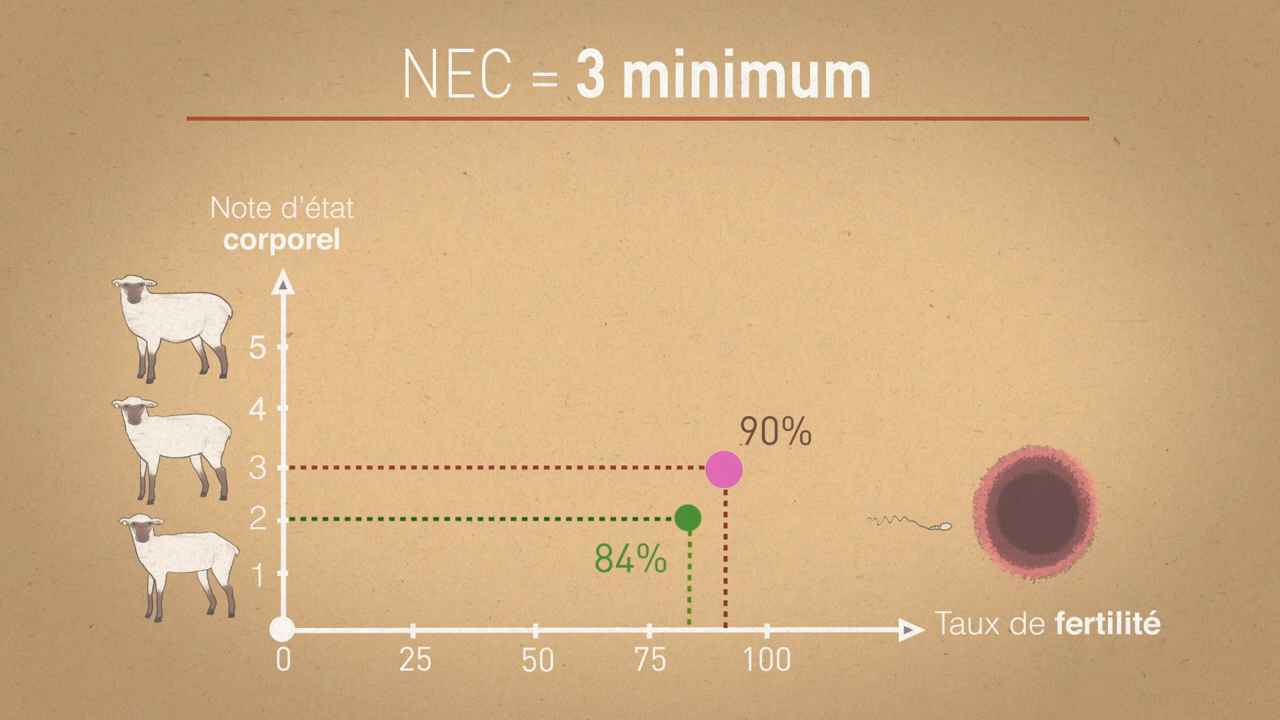 NEC = 3 minimum
Note d'état
corporel
5
4
90%
3
2
84%
1
Taux de fertilité
0 25 50 75 100